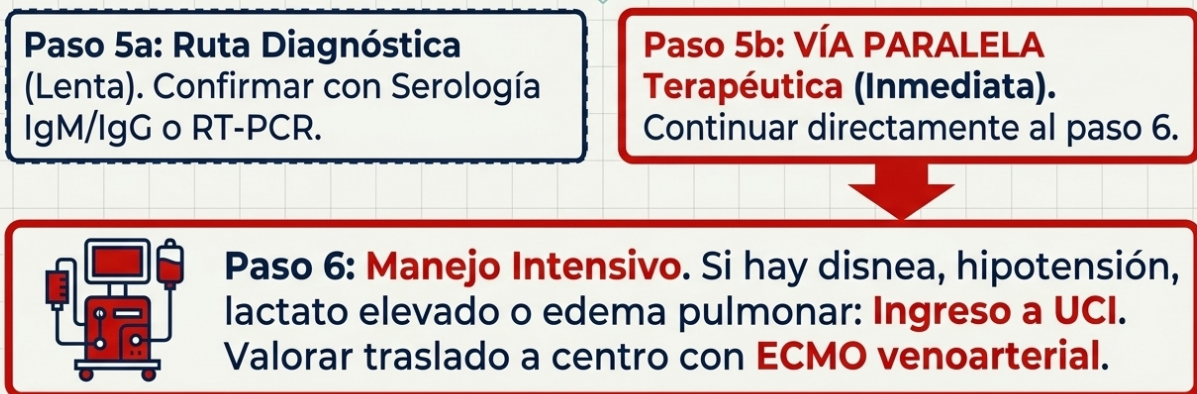 Paso 5a: Ruta Diagnóstica
(Lenta). Confirmar con Serología
IgM/IgG o RT-PCR.
Paso 5b: VÍA PARALELA
Terapéutica (Inmediata).
Continuar directamente al paso 6.
Paso 6: Manejo Intensivo. Si hay disnea, hipotensión,
lactato elevado o edema pulmonar: Ingreso a UCI.
Valorar traslado a centro con ECMO venoarterial.